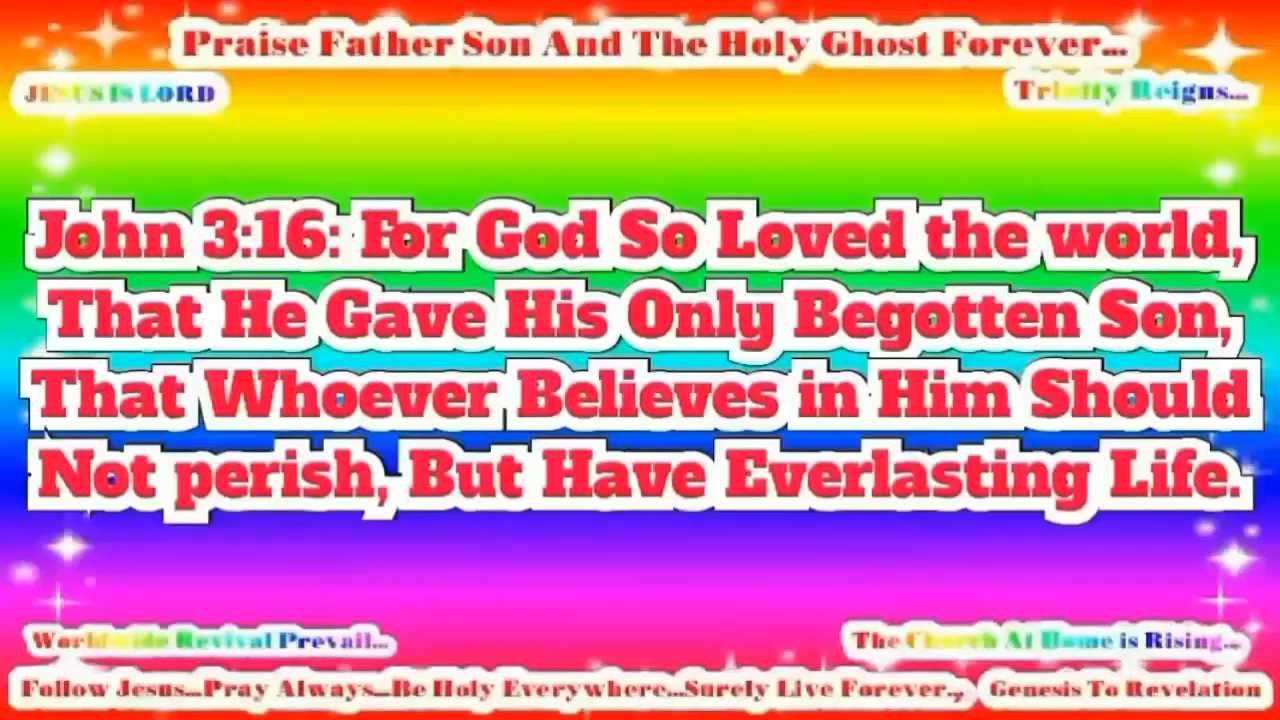 Praise Father Son And The Holy Ghost Forever...
JESUS IS LORD
Trinity Reigns...
John 3:16: For God So Loved the world,
That He Gave His Only Begotten Son,
That Whoever Believes in Him Should
Not perish, But Have Everlasting Life.
Worldwide Revival Prevail...
The Church At Home is Rising...
Follow Jesus...Pray Always...Be Holy Everywhere...Surely Live Forever., Genesis To Revelation